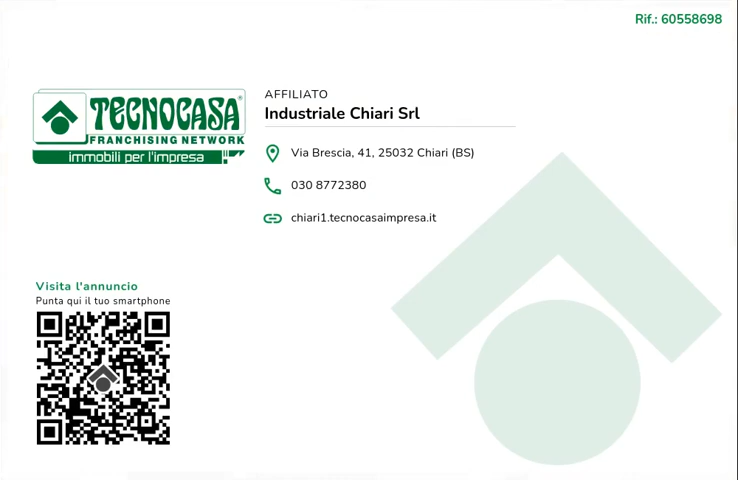 Rif.: 60558698
TECNOCASA®
FRANCHISING NETWORK
immobili per l'impresa
AFFILIATO
Industriale Chiari Srl
Via Brescia, 41, 25032 Chiari (BS)
030 8772380
chiari1.tecnocasaimpresa.it
Visita l'annuncio
Punta qui il tuo smartphone